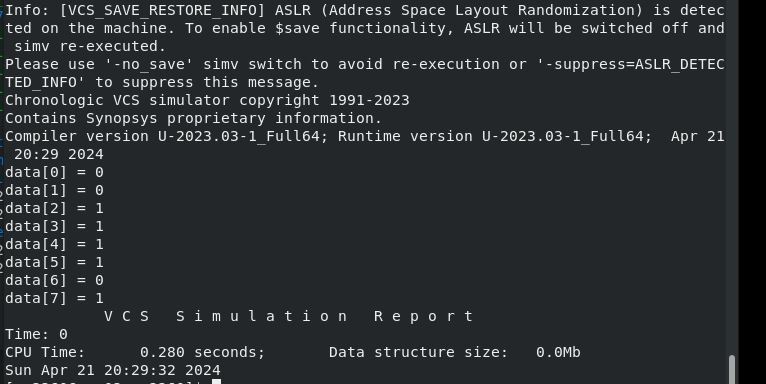 Info: [VCS_SAVE_RESTORE_INFO] ASLR (Address Space Layout Randomization) is detec
ted on the machine. To enable $save functionality, ASLR will be switched off and
 simv re-executed.
Please use '-no_save' simv switch to avoid re-execution or '-suppress=ASLR_DETEC
TED_INFO' to suppress this message.
Chronologic VCS simulator copyright 1991-2023
Contains Synopsys proprietary information.
Compiler version U-2023.03-1_Full64; Runtime version U-2023.03-1_Full64;  Apr 21
 20:29 2024
data[0] = 0
data[1] = 0
data[2] = 1
data[3] = 1
data[4] = 1
data[5] = 1
data[6] = 0
data[7] = 1
           V C S   S i m u l a t i o n   R e p o r t
Time: 0
CPU Time:      0.280 seconds;       Data structure size:   0.0Mb
Sun Apr 21 20:29:32 2024